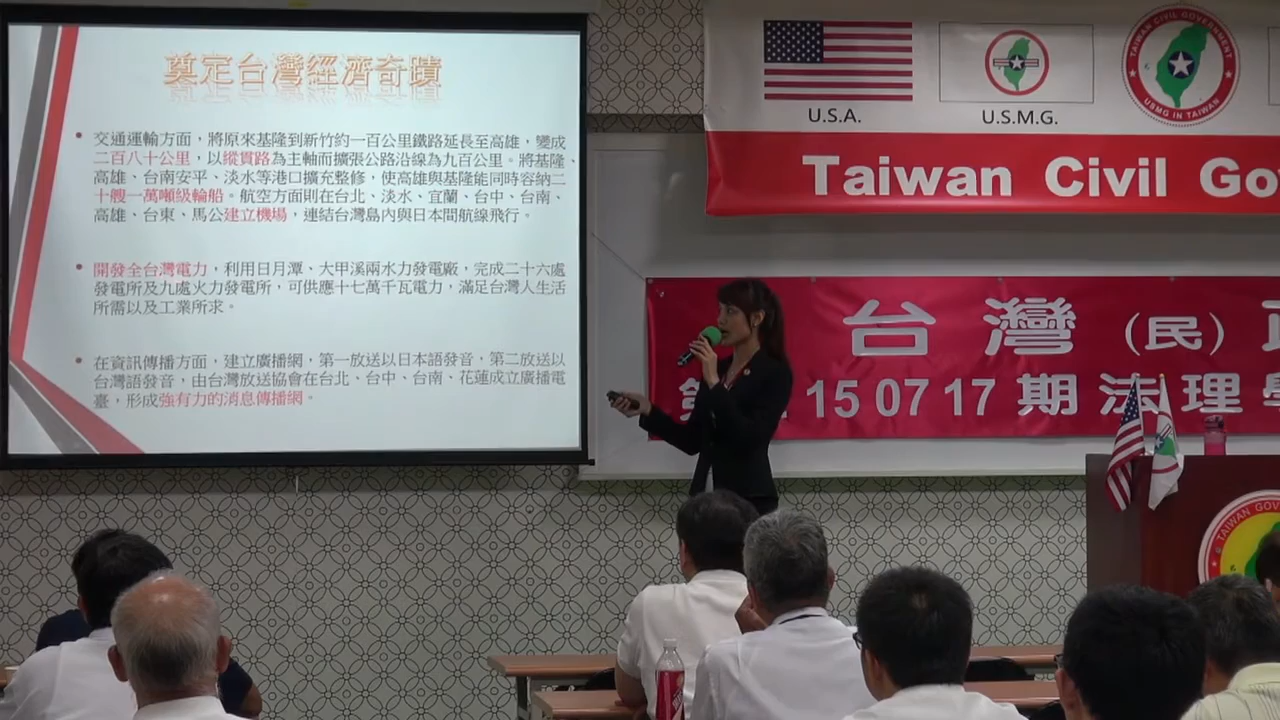 奠定台灣經濟奇蹟
• 交通運輸方面，將原來基隆到新竹約一百公里鐵路延長至高雄，變成
二百八十公里，以縱貫路為主軸而擴張公路沿線為九百公里。將基隆、
高雄、台南安平、淡水等港口擴充整修，使高雄與基隆能同時容納二
十艘一萬噸級輪船。航空方面則在台北、淡水、宜蘭、台中、台南、
高雄、台東、馬公建立機場，連結台灣島內與日本間航線飛行。
• 開發全台灣電力，利用日月潭、大甲溪兩水力發電廠，完成二十六處
發電所及九處火力發電所，可供應十七萬千瓦電力，滿足台灣人生活
所需以及工業所求。
• 在資訊傳播方面，建立廣播網，第一放送以日本語發音，第二放送以
台灣語發音，由台灣放送協會在台北、台中、台南、花蓮成立廣播電
臺，形成強有力的消息傳播網。
U.S.A.
U.S.M.G.
TAIWAN CIVIL GOVERNMENT
USMG IN TAIWAN
Taiwan Civil Go
台灣（民）
15 07 17 期法理
TAIWAN GOV